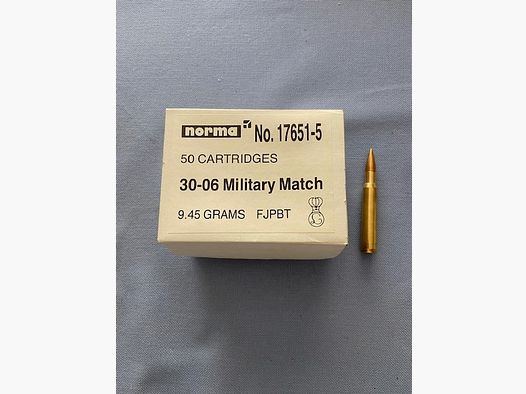 norma No. 17651-5
50 CARTRIDGES
30-06 Military Match
9.45 GRAMS FJPBT